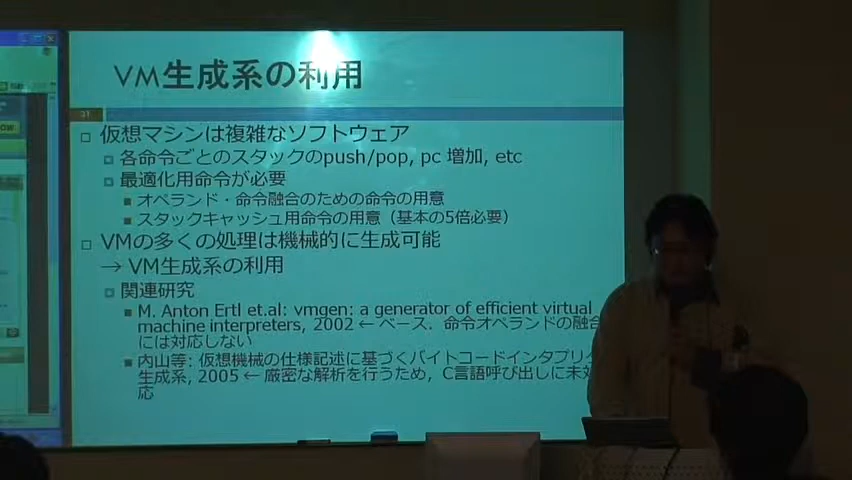 VM生成系の利用
31
仮想マシンは複雑なソフトウェア
各命令ごとのスタックのpush/pop, pc 増加, etc
最適化用命令が必要
オペランド・命令融合のための命令の用意
スタックキャッシュ用命令の用意（基本の5倍必要）
VMの多くの処理は機械的に生成可能
→ VM生成系の利用
関連研究
M. Anton Ertl et.al: vmgen: a generator of efficient virtual
machine interpreters, 2002 ← ベース．命令オペランドの融合
には対応しない
内山等: 仮想機械の仕様記述に基づくバイトコードインタプリタ
生成系, 2005 ← 厳密な解析を行うため，C言語呼び出しに未対
応